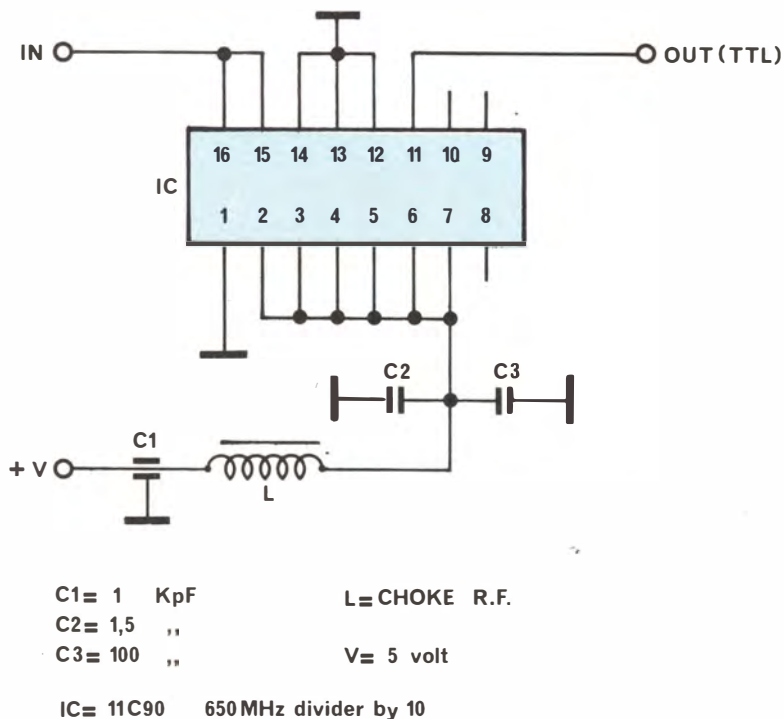 IN
OUT (TTL)
16 15 14 13 12 11 10 9
IC
1 2 3 4 5 6 7 8
C2 C3
C1
+ V
L
C1= 1 KpF L= CHOKE R.F.
C2= 1,5 ,,
C3= 100 ,, V= 5 volt
IC= 11C90 650 MHz divider by 10